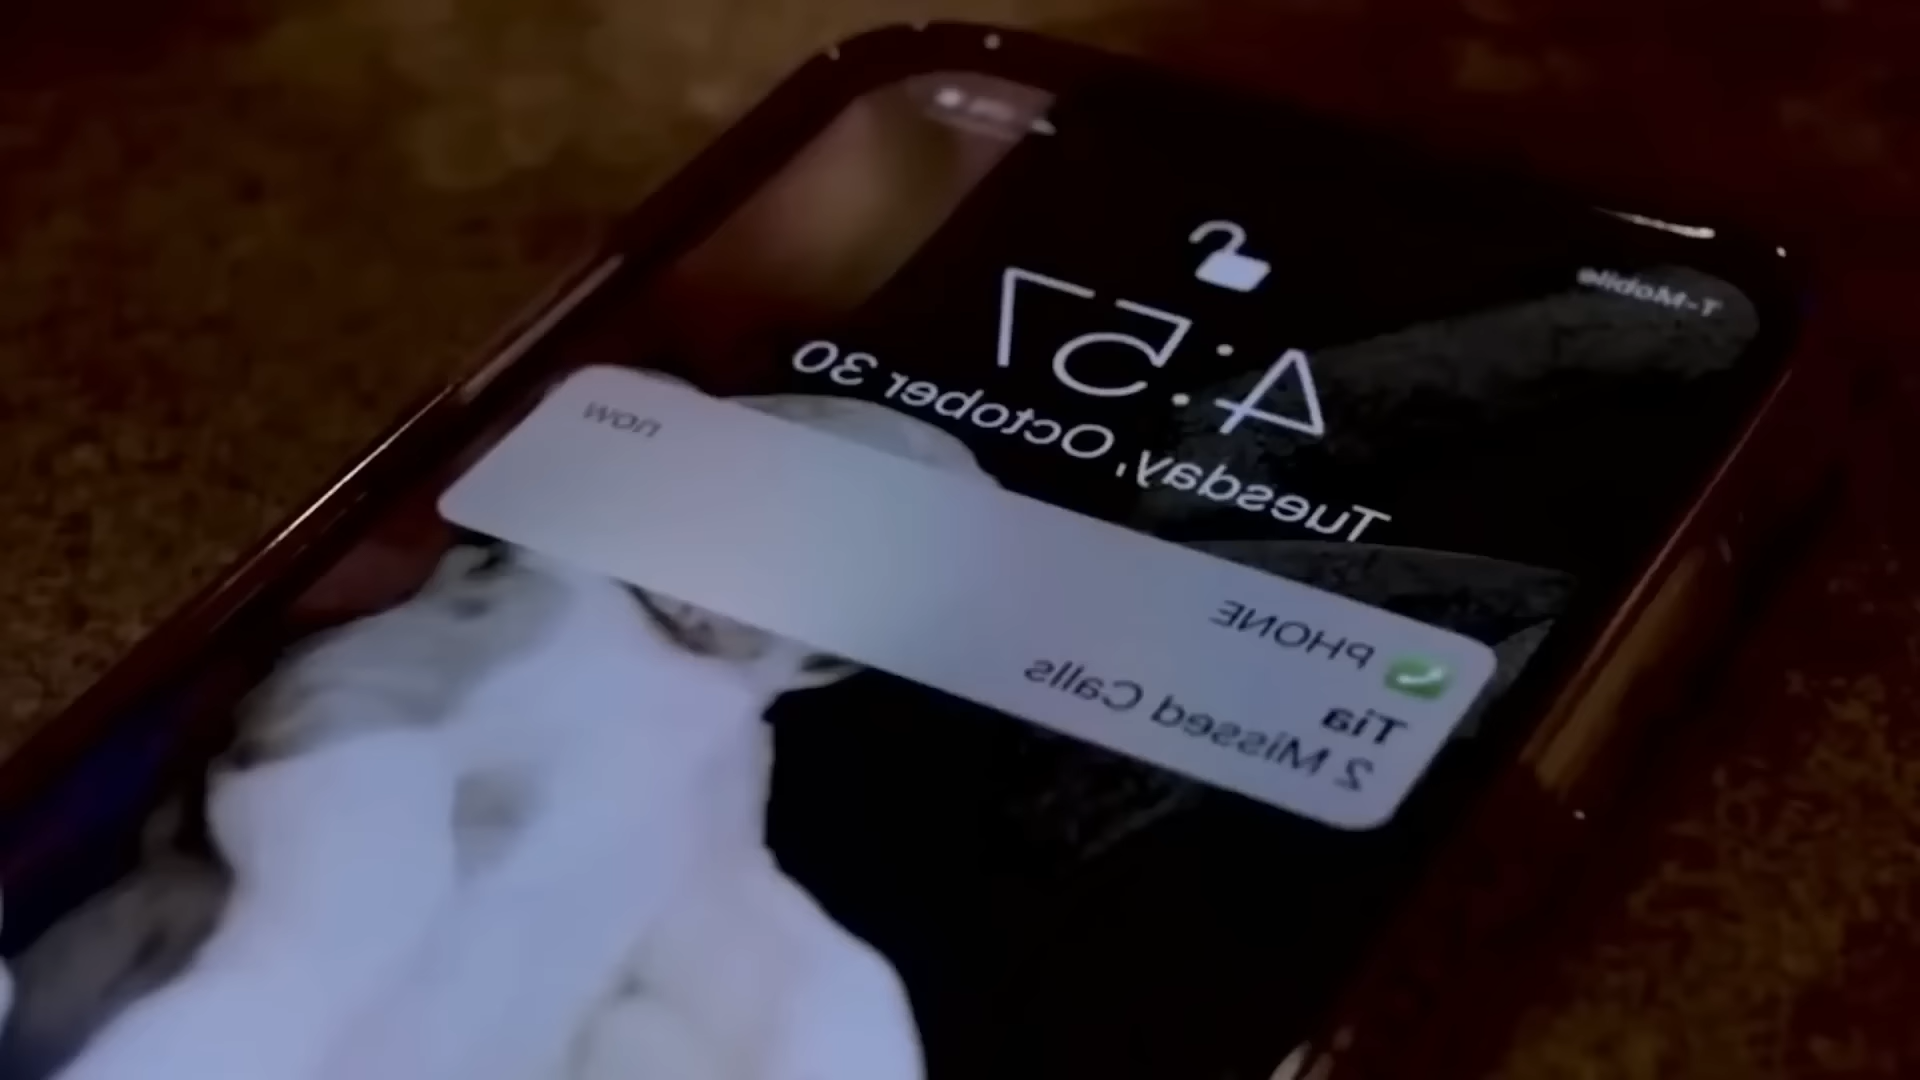 T-Mobile
4:57
Tuesday, October 30
PHONE
now
Tia
2 Missed Calls